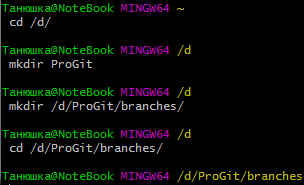 Танюшка@NoteBook MINGW64 ~
cd /d/
Танюшка@NoteBook MINGW64 /d
mkdir ProGit
Танюшка@NoteBook MINGW64 /d
mkdir /d/ProGit/branches/
Танюшка@NoteBook MINGW64 /d
cd /d/ProGit/branches/
Танюшка@NoteBook MINGW64 /d/ProGit/branches